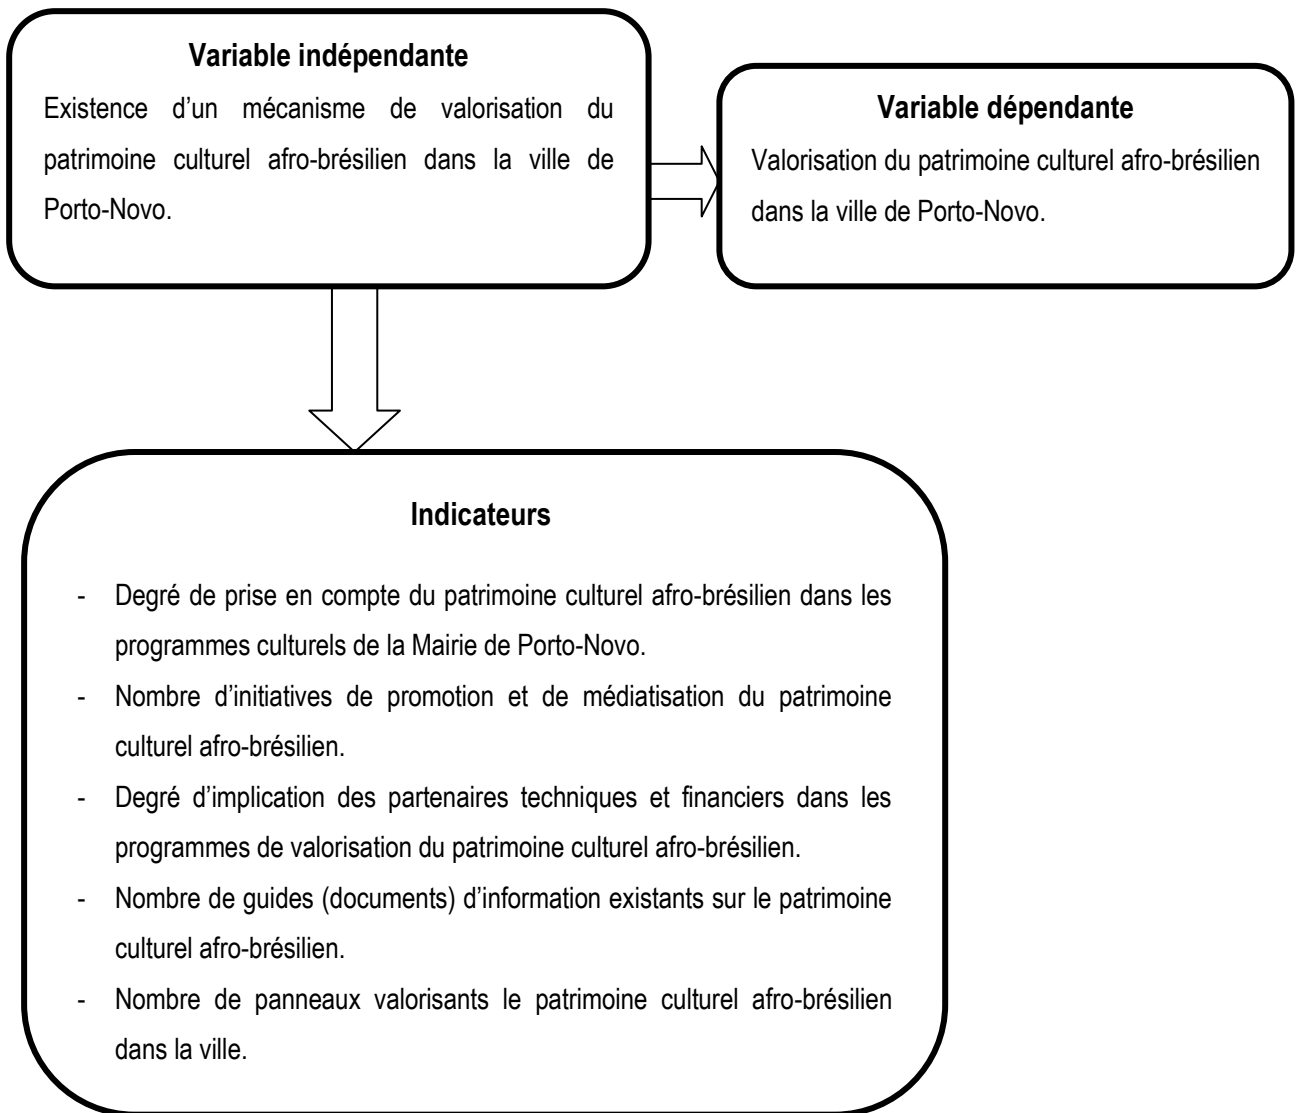 Variable indépendante
Existence d’un mécanisme de valorisation du
patrimoine culturel afro-brésilien dans la ville de
Porto-Novo.
Variable dépendante
Valorisation du patrimoine culturel afro-brésilien
dans la ville de Porto-Novo.
Indicateurs
- Degré de prise en compte du patrimoine culturel afro-brésilien dans les
programmes culturels de la Mairie de Porto-Novo.
- Nombre d’initiatives de promotion et de médiatisation du patrimoine
culturel afro-brésilien.
- Degré d’implication des partenaires techniques et financiers dans les
programmes de valorisation du patrimoine culturel afro-brésilien.
- Nombre de guides (documents) d’information existants sur le patrimoine
culturel afro-brésilien.
- Nombre de panneaux valorisants le patrimoine culturel afro-brésilien
dans la ville.